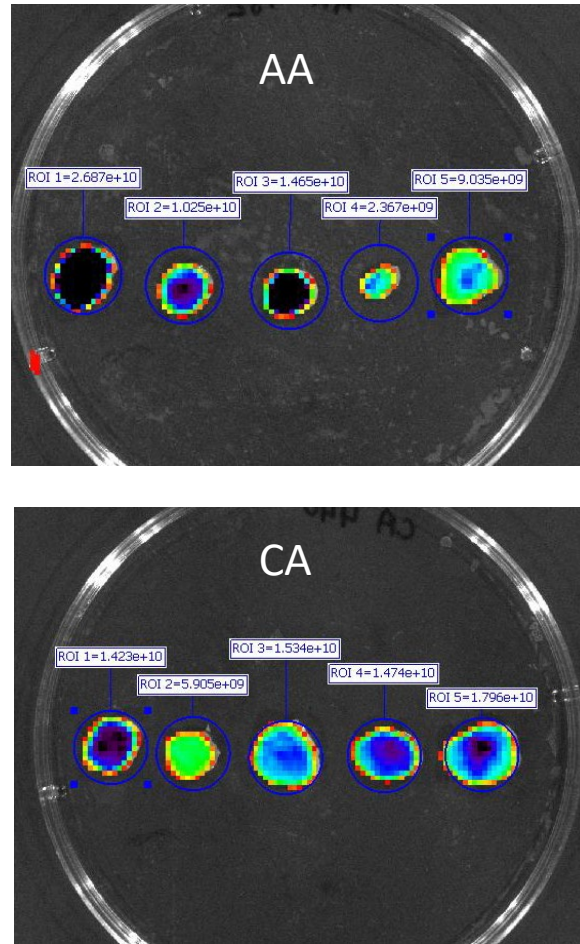 AA
ROI 1=2.687e+10
ROI 2=1.025e+10
ROI 3=1.465e+10
ROI 4=2.367e+09
ROI 5=9.035e+09
CA
ROI 1=1.423e+10
ROI 2=5.905e+09
ROI 3=1.534e+10
ROI 4=1.474e+10
ROI 5=1.796e+10